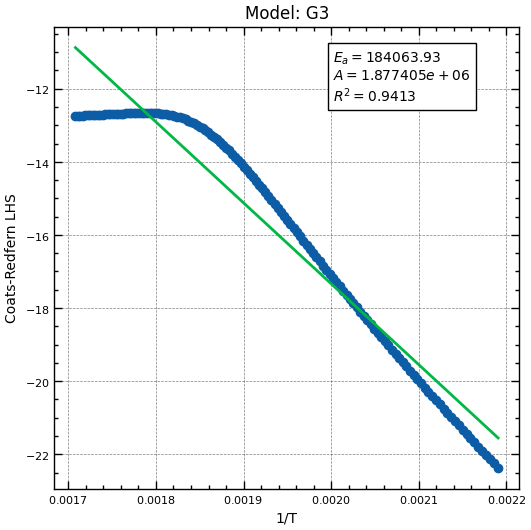 Model: G3
E_a = 184063.93
A = 1.877405e + 06
R² = 0.9413
Coats-Redfern LHS
−12
−14
−16
−18
−20
−22
0.0017 0.0018 0.0019 0.0020 0.0021 0.0022
1/T